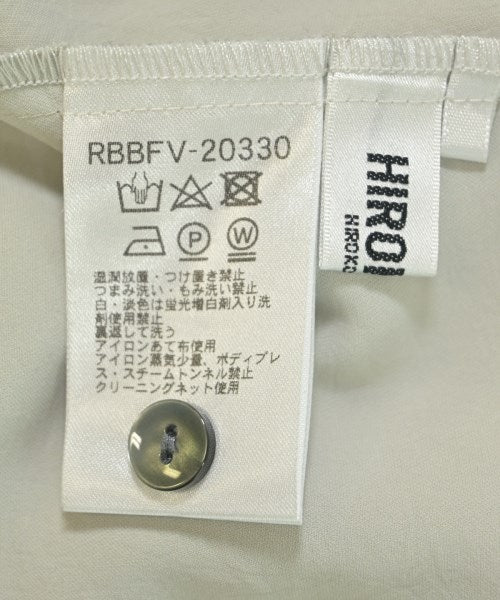 RBBFV-20330
P
W
湿潤放置・つけ置き禁止
つまみ洗い・もみ洗い禁止
白・淡色は蛍光増白剤入り洗
剤使用禁止
裏返して洗う
アイロンあて布使用
アイロン蒸気少量、ボディプレ
ス・スチームトンネル禁止
クリーニングネット使用
HIRO
HIROKO